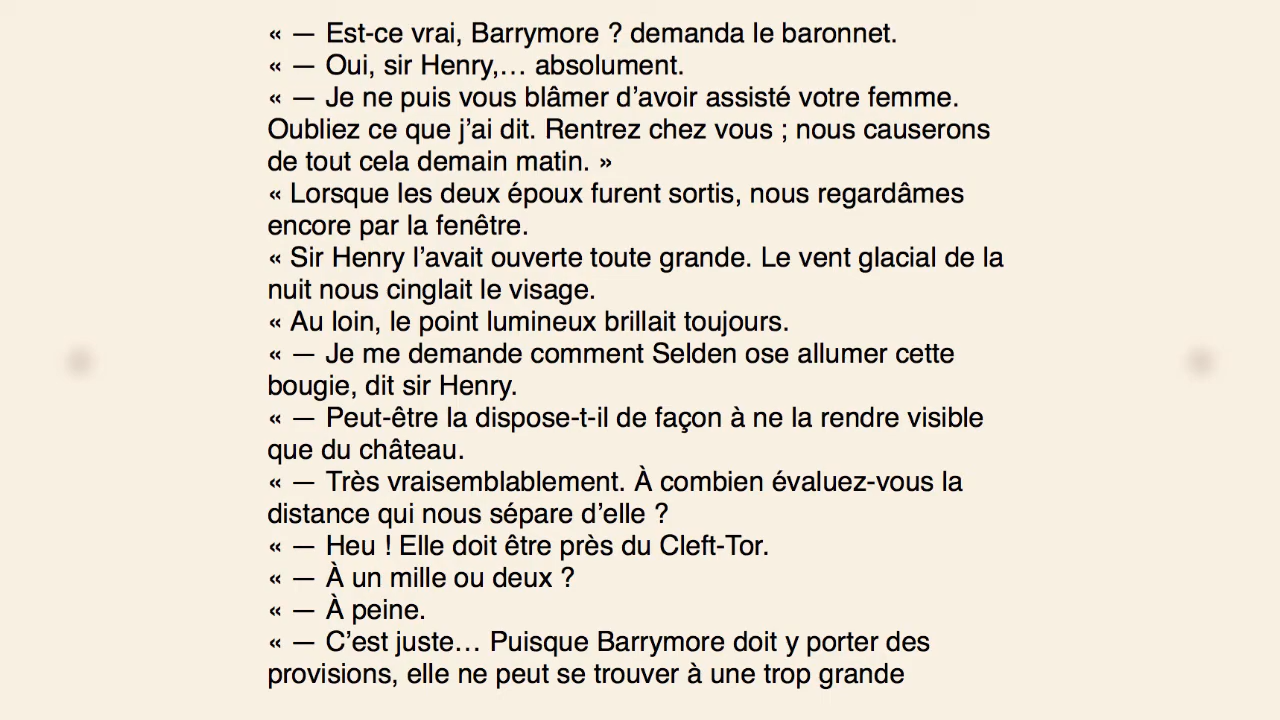 « — Est-ce vrai, Barrymore ? demanda le baronnet.
« — Oui, sir Henry,… absolument.
« — Je ne puis vous blâmer d’avoir assisté votre femme.
Oubliez ce que j’ai dit. Rentrez chez vous ; nous causerons
de tout cela demain matin. »
« Lorsque les deux époux furent sortis, nous regardâmes
encore par la fenêtre.
« Sir Henry l’avait ouverte toute grande. Le vent glacial de la
nuit nous cinglait le visage.
« Au loin, le point lumineux brillait toujours.
« — Je me demande comment Selden ose allumer cette
bougie, dit sir Henry.
« — Peut-être la dispose-t-il de façon à ne la rendre visible
que du château.
« — Très vraisemblablement. À combien évaluez-vous la
distance qui nous sépare d’elle ?
« — Heu ! Elle doit être près du Cleft-Tor.
« — À un mille ou deux ?
« — À peine.
« — C’est juste… Puisque Barrymore doit y porter des
provisions, elle ne peut se trouver à une trop grande